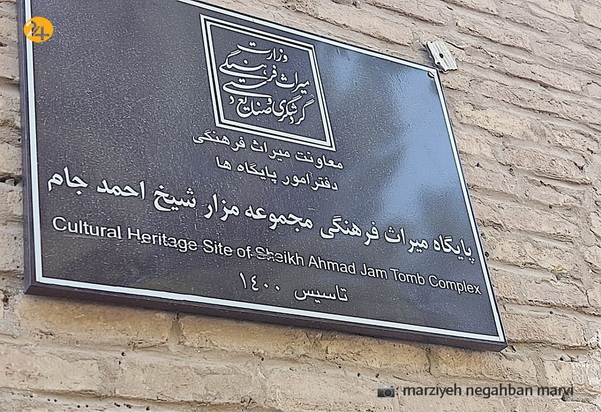 24
وزارت
میراث فرهنگی
گردشگری و صنایع دستی
معاونت میراث فرهنگی
دفتر امور پایگاه ها
پایگاه میراث فرهنگی مجموعه مزار شیخ احمد جام
Cultural Heritage Site of Sheikh Ahmad Jam Tomb Complex
تاسیس ۱۴۰۰
marziyeh negahban marvi